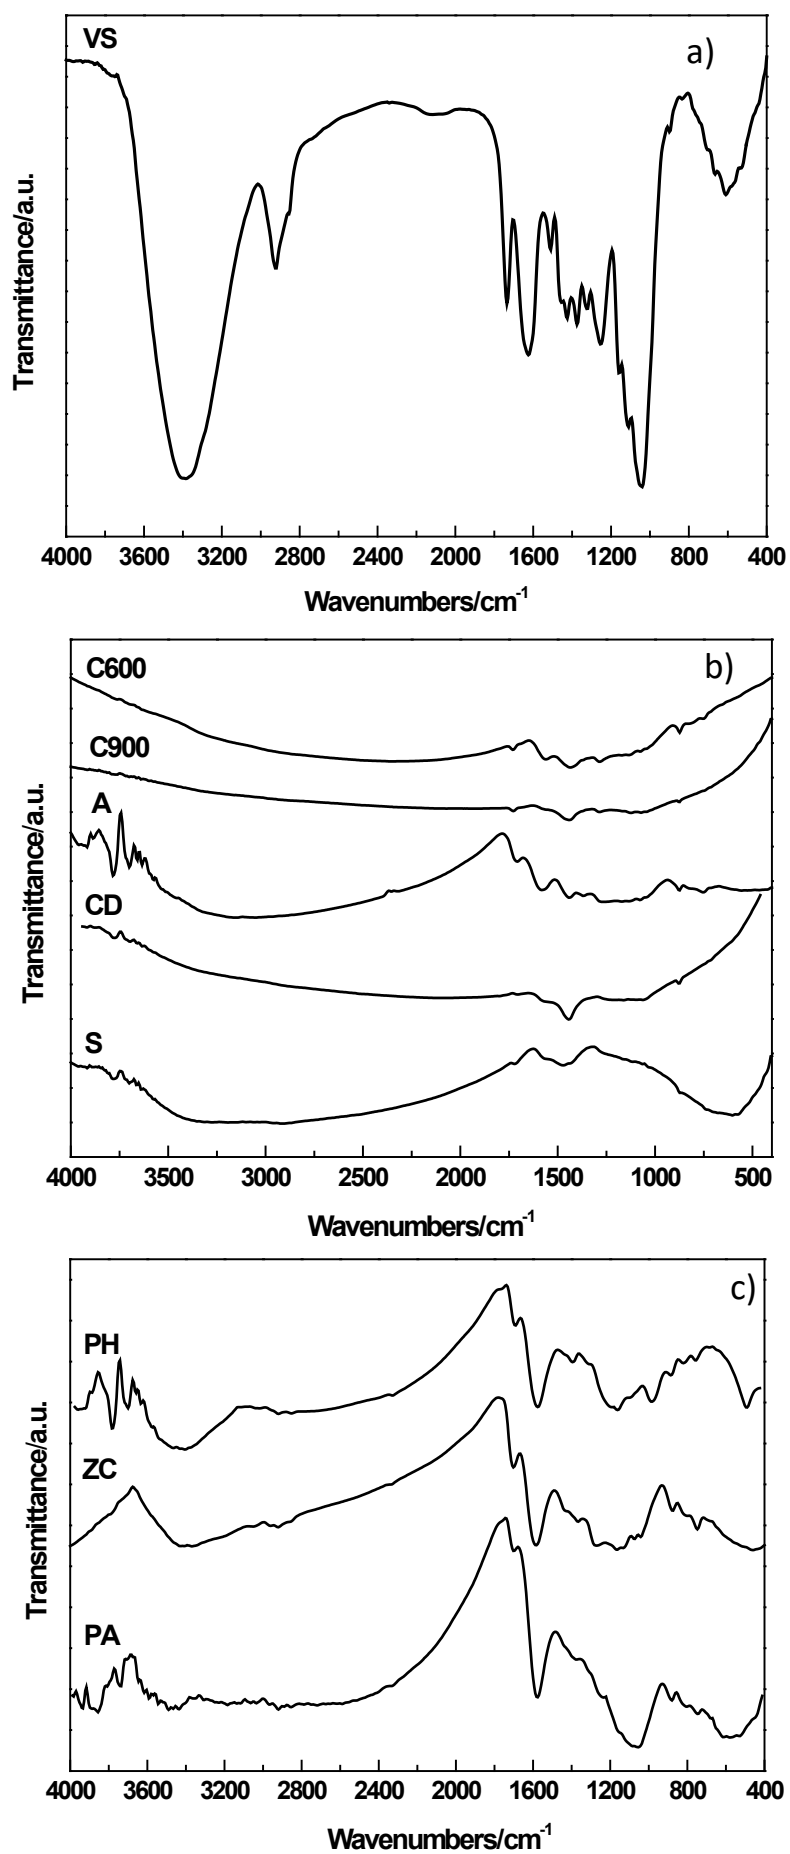 VS
a)
Transmittance/a.u.
4000 3600 3200 2800 2400 2000 1600 1200 800 400
Wavenumbers/cm-1
C600
b)
C900
A
CD
S
Transmittance/a.u.
4000 3500 3000 2500 2000 1500 1000 500
Wavenumbers/cm-1
c)
PH
ZC
PA
Transmittance/a.u.
4000 3600 3200 2800 2400 2000 1600 1200 800 400
Wavenumbers/cm-1